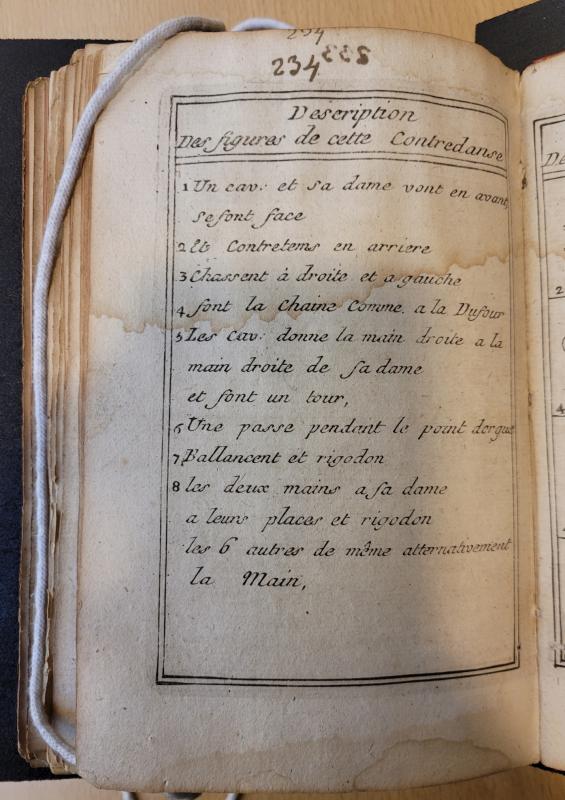 234
234
Description
Des figures de cette Contredanse
1 Un cav: et sa dame vont en avant,
se font face
2 Et Contretems en arriere
3 Chassent à droite et a gauche
4 font la Chaine Comme a la Dufour
5 Les Cav: donne la main droite a la
main droite de sa dame
et font un tour,
6 Une passe pendant le point dorgue
7 Ballancent et rigodon
8 les deux mains a sa dame
a leurs places et rigodon
les 6 autres de même alternativement
la Main,
De
2
4